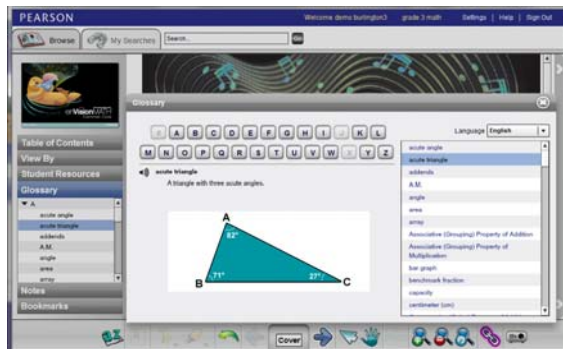 PEARSON
Welcome demo burlington3 grade 3 math Settings | Help | Sign Out
Browse My Searches Search... Go
enVisionMATH
Table of Contents
View By
Student Resources
Glossary
A
acute angle
acute triangle
addends
A.M.
angle
area
array
Notes
Bookmarks
Glossary
# A B C D E F G H I J K L
M N O P Q R S T U V W X Y Z
acute triangle
A triangle with three acute angles.
A
82°
B
71°
27°
C
Language English
acute angle
acute triangle
addends
A.M.
angle
area
array
Associative (Grouping) Property of Addition
Associative (Grouping) Property of
Multiplication
bar graph
benchmark fraction
capacity
centimeter (cm)
Cover